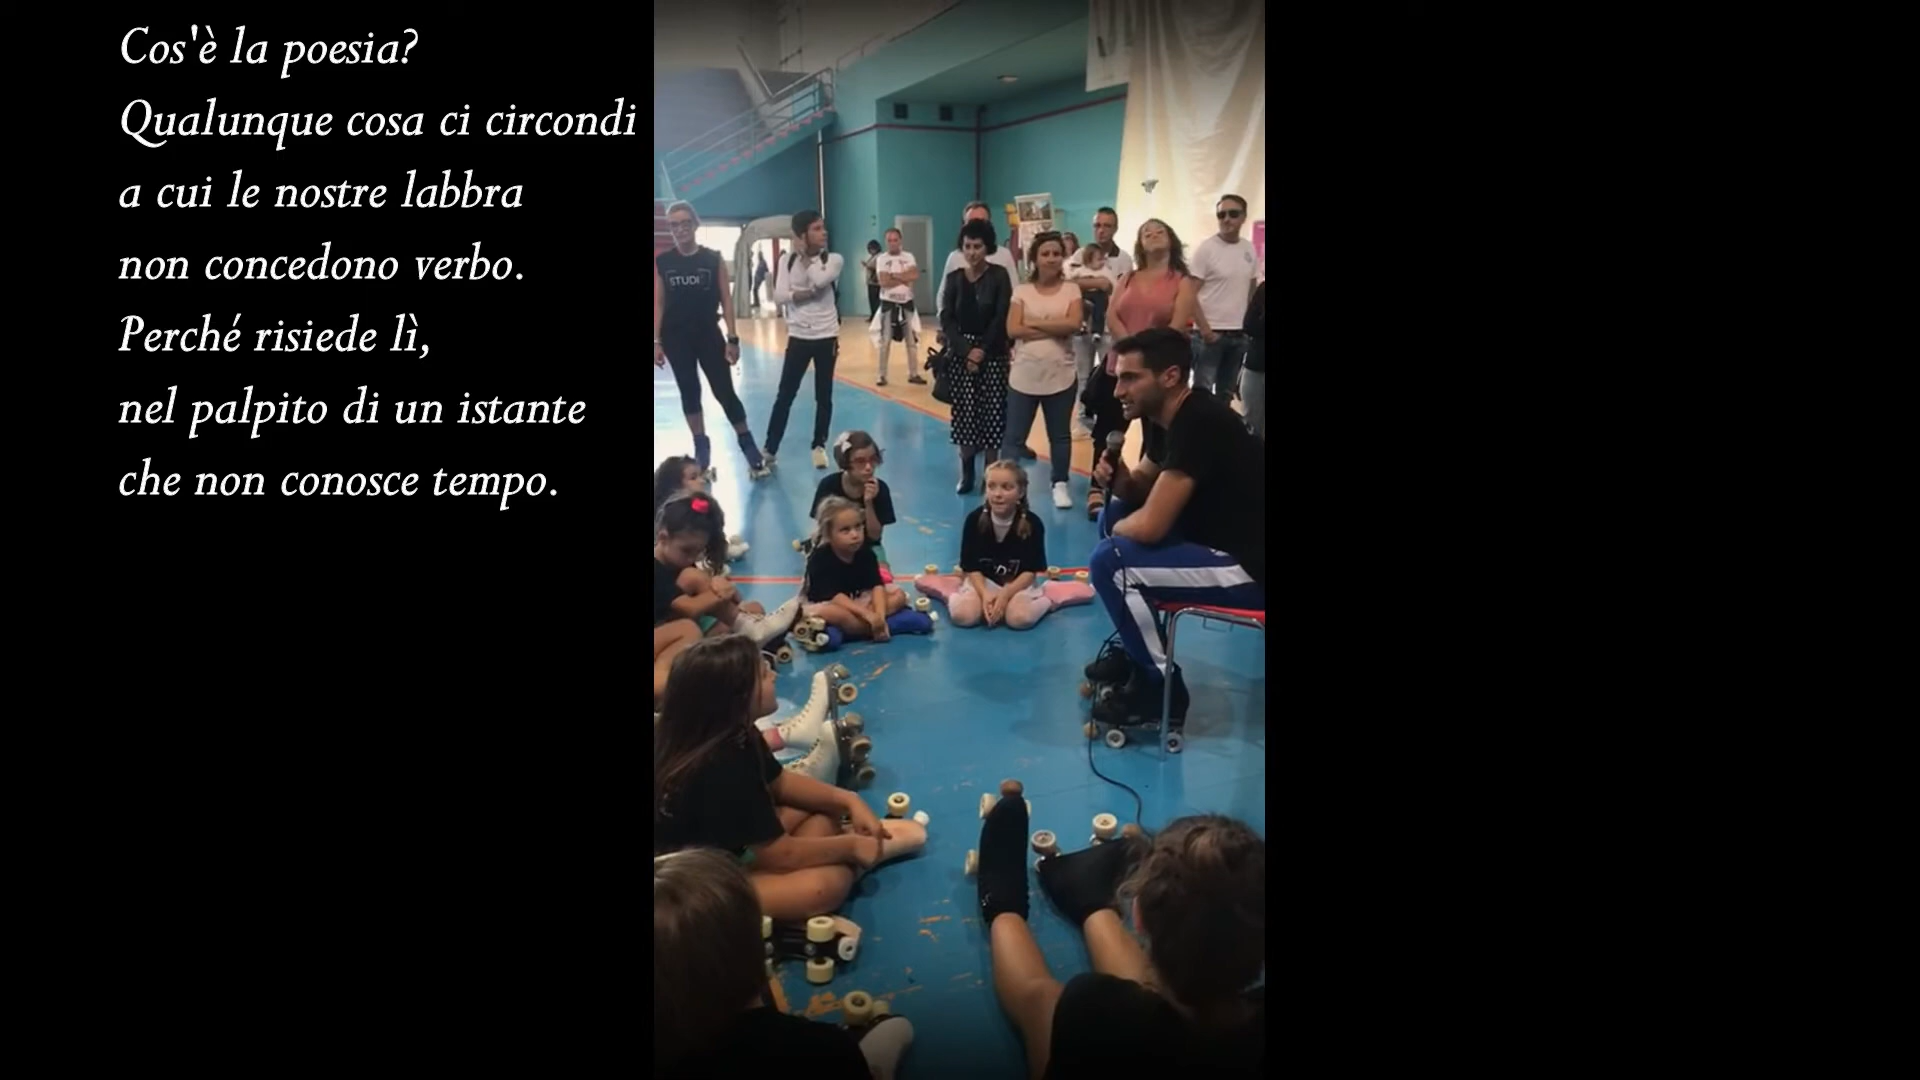 Cos'è la poesia?
Qualunque cosa ci circondi
a cui le nostre labbra
non concedono verbo.
Perché risiede lì,
nel palpito di un istante
che non conosce tempo.
STUDI